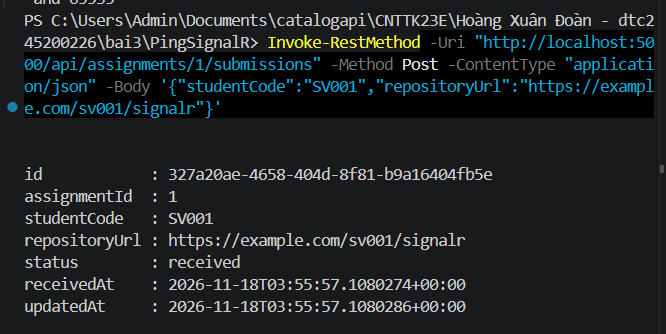 PS C:\Users\Admin\Documents\catalogapi\CNTTK23E\Hoàng Xuân Đoàn - dtc2
45200226\bai3\PingSignalR> Invoke-RestMethod -Uri "http://localhost:50
00/api/assignments/1/submissions" -Method Post -ContentType "applicati
on/json" -Body '{"studentCode":"SV001","repositoryUrl":"https://exampl
e.com/sv001/signalr"}'
id : 327a20ae-4658-404d-8f81-b9a16404fb5e
assignmentId : 1
studentCode : SV001
repositoryUrl : https://example.com/sv001/signalr
status : received
receivedAt : 2026-11-18T03:55:57.1080274+00:00
updatedAt : 2026-11-18T03:55:57.1080286+00:00